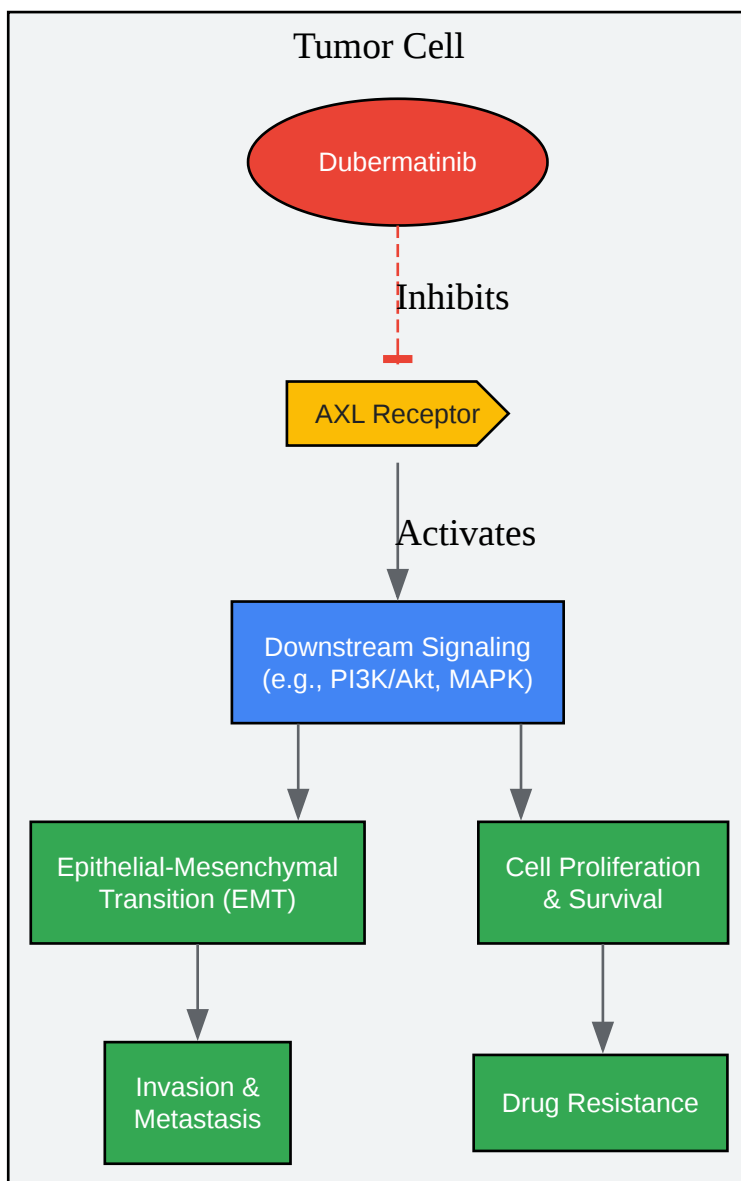 Tumor Cell
Dubermatinib
Inhibits
AXL Receptor
Activates
Downstream Signaling
(e.g., PI3K/Akt, MAPK)
Epithelial-Mesenchymal
Transition (EMT)
Cell Proliferation
& Survival
Invasion &
Metastasis
Drug Resistance